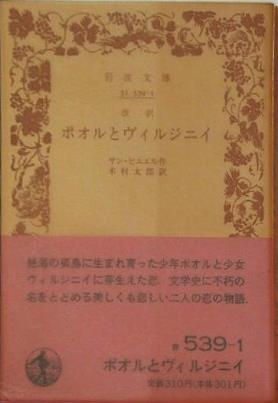 岩波文庫
31 539-1
改訳
ポオルとヴィルジニイ
サン・ピエエル作
木村太郎訳
絶海の孤島に生まれ育った少年ポオルと少女
ヴィルジニイに芽生えた恋. 文学史に不朽の
名をとどめる美しくも悲しい二人の恋の物語.
赤 539-1
ポオルとヴィルジニイ
定価310円(本体301円)